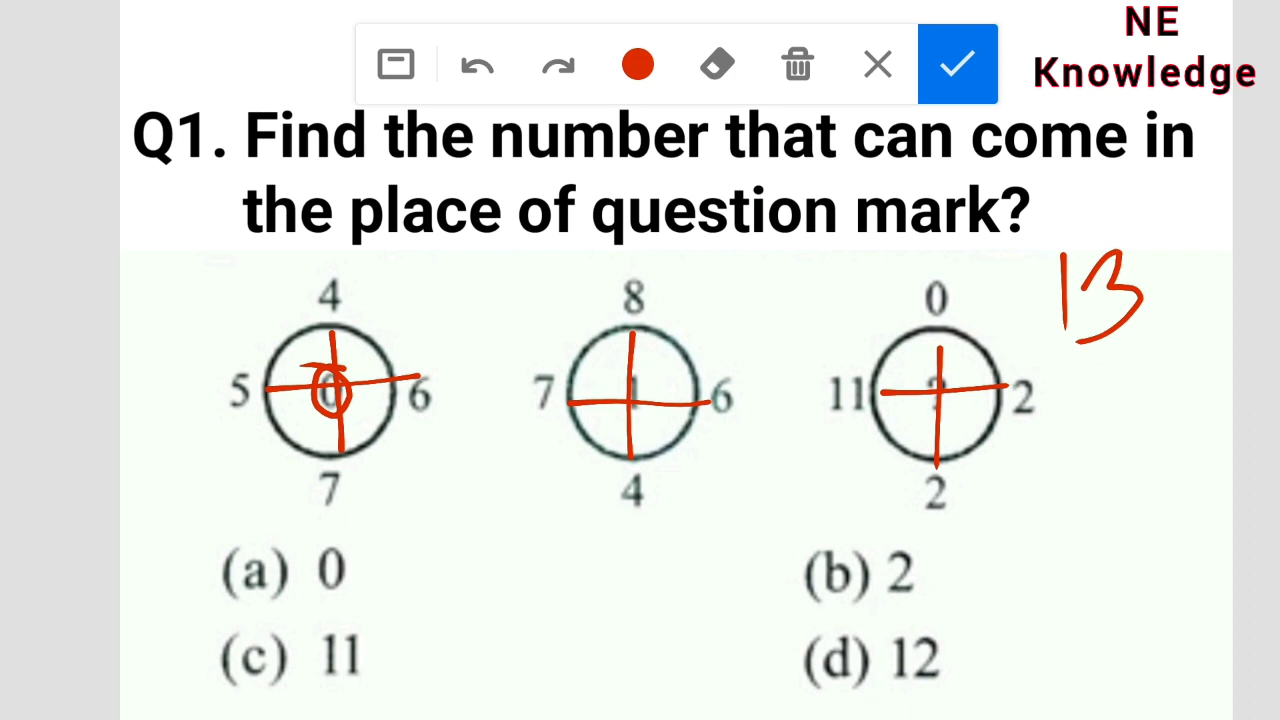 NE
Knowledge
Q1. Find the number that can come in
the place of question mark?
13
4 8 0
5 0 6 7 1 6 11 ? 2
7 4 2
(a) 0 (b) 2
(c) 11 (d) 12